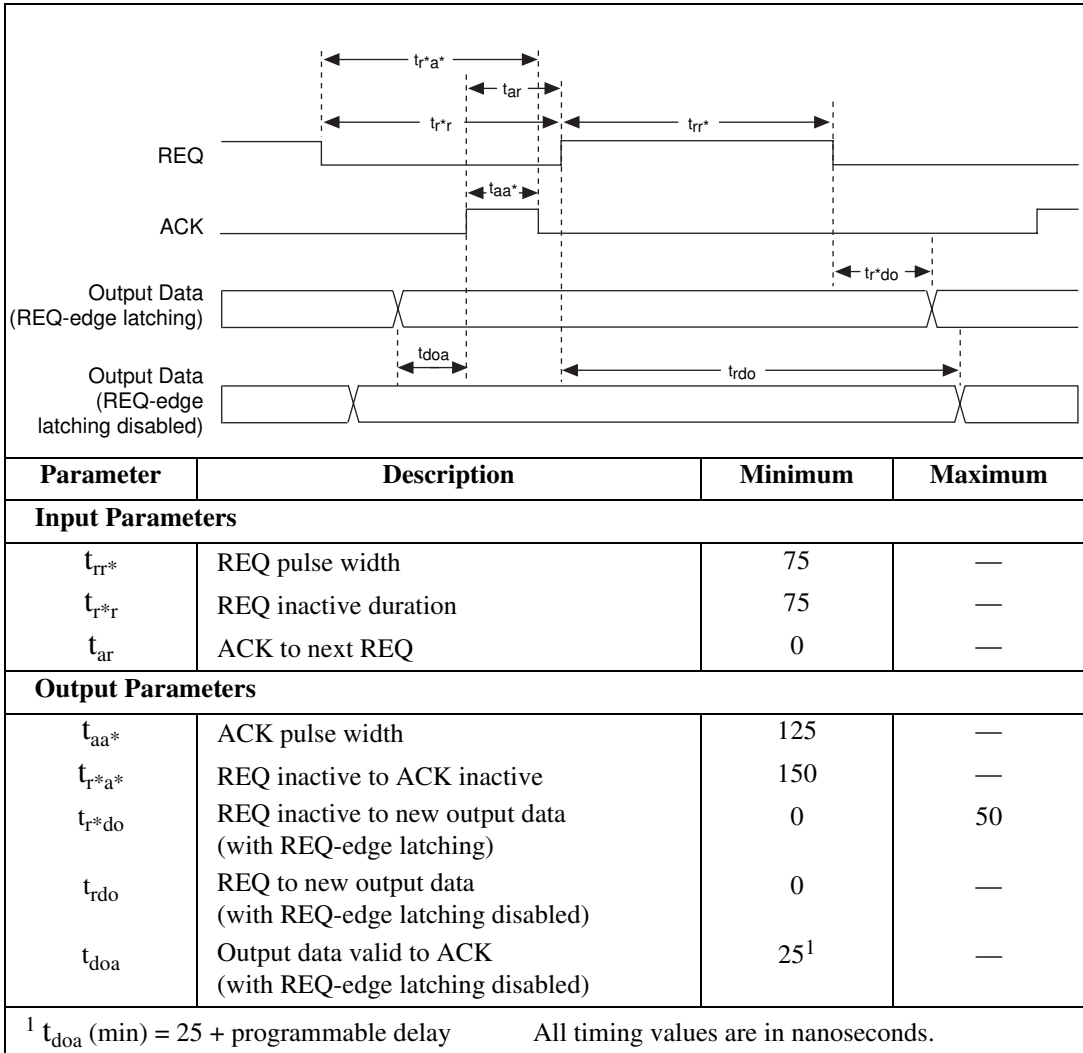 tr*a*
tar
tr*r
trr*
REQ
taa*
ACK
tr*do
Output Data
(REQ-edge latching)
tdoa
trdo
Output Data
(REQ-edge
latching disabled)
Parameter Description Minimum Maximum
Input Parameters
trr* REQ pulse width 75 —
tr*r REQ inactive duration 75 —
tar ACK to next REQ 0 —
Output Parameters
taa* ACK pulse width 125 —
tr*a* REQ inactive to ACK inactive 150 —
tr*do REQ inactive to new output data 0 50
(with REQ-edge latching)
trdo REQ to new output data 0 —
(with REQ-edge latching disabled)
tdoa Output data valid to ACK 25¹ —
(with REQ-edge latching disabled)
¹ tdoa (min) = 25 + programmable delay All timing values are in nanoseconds.